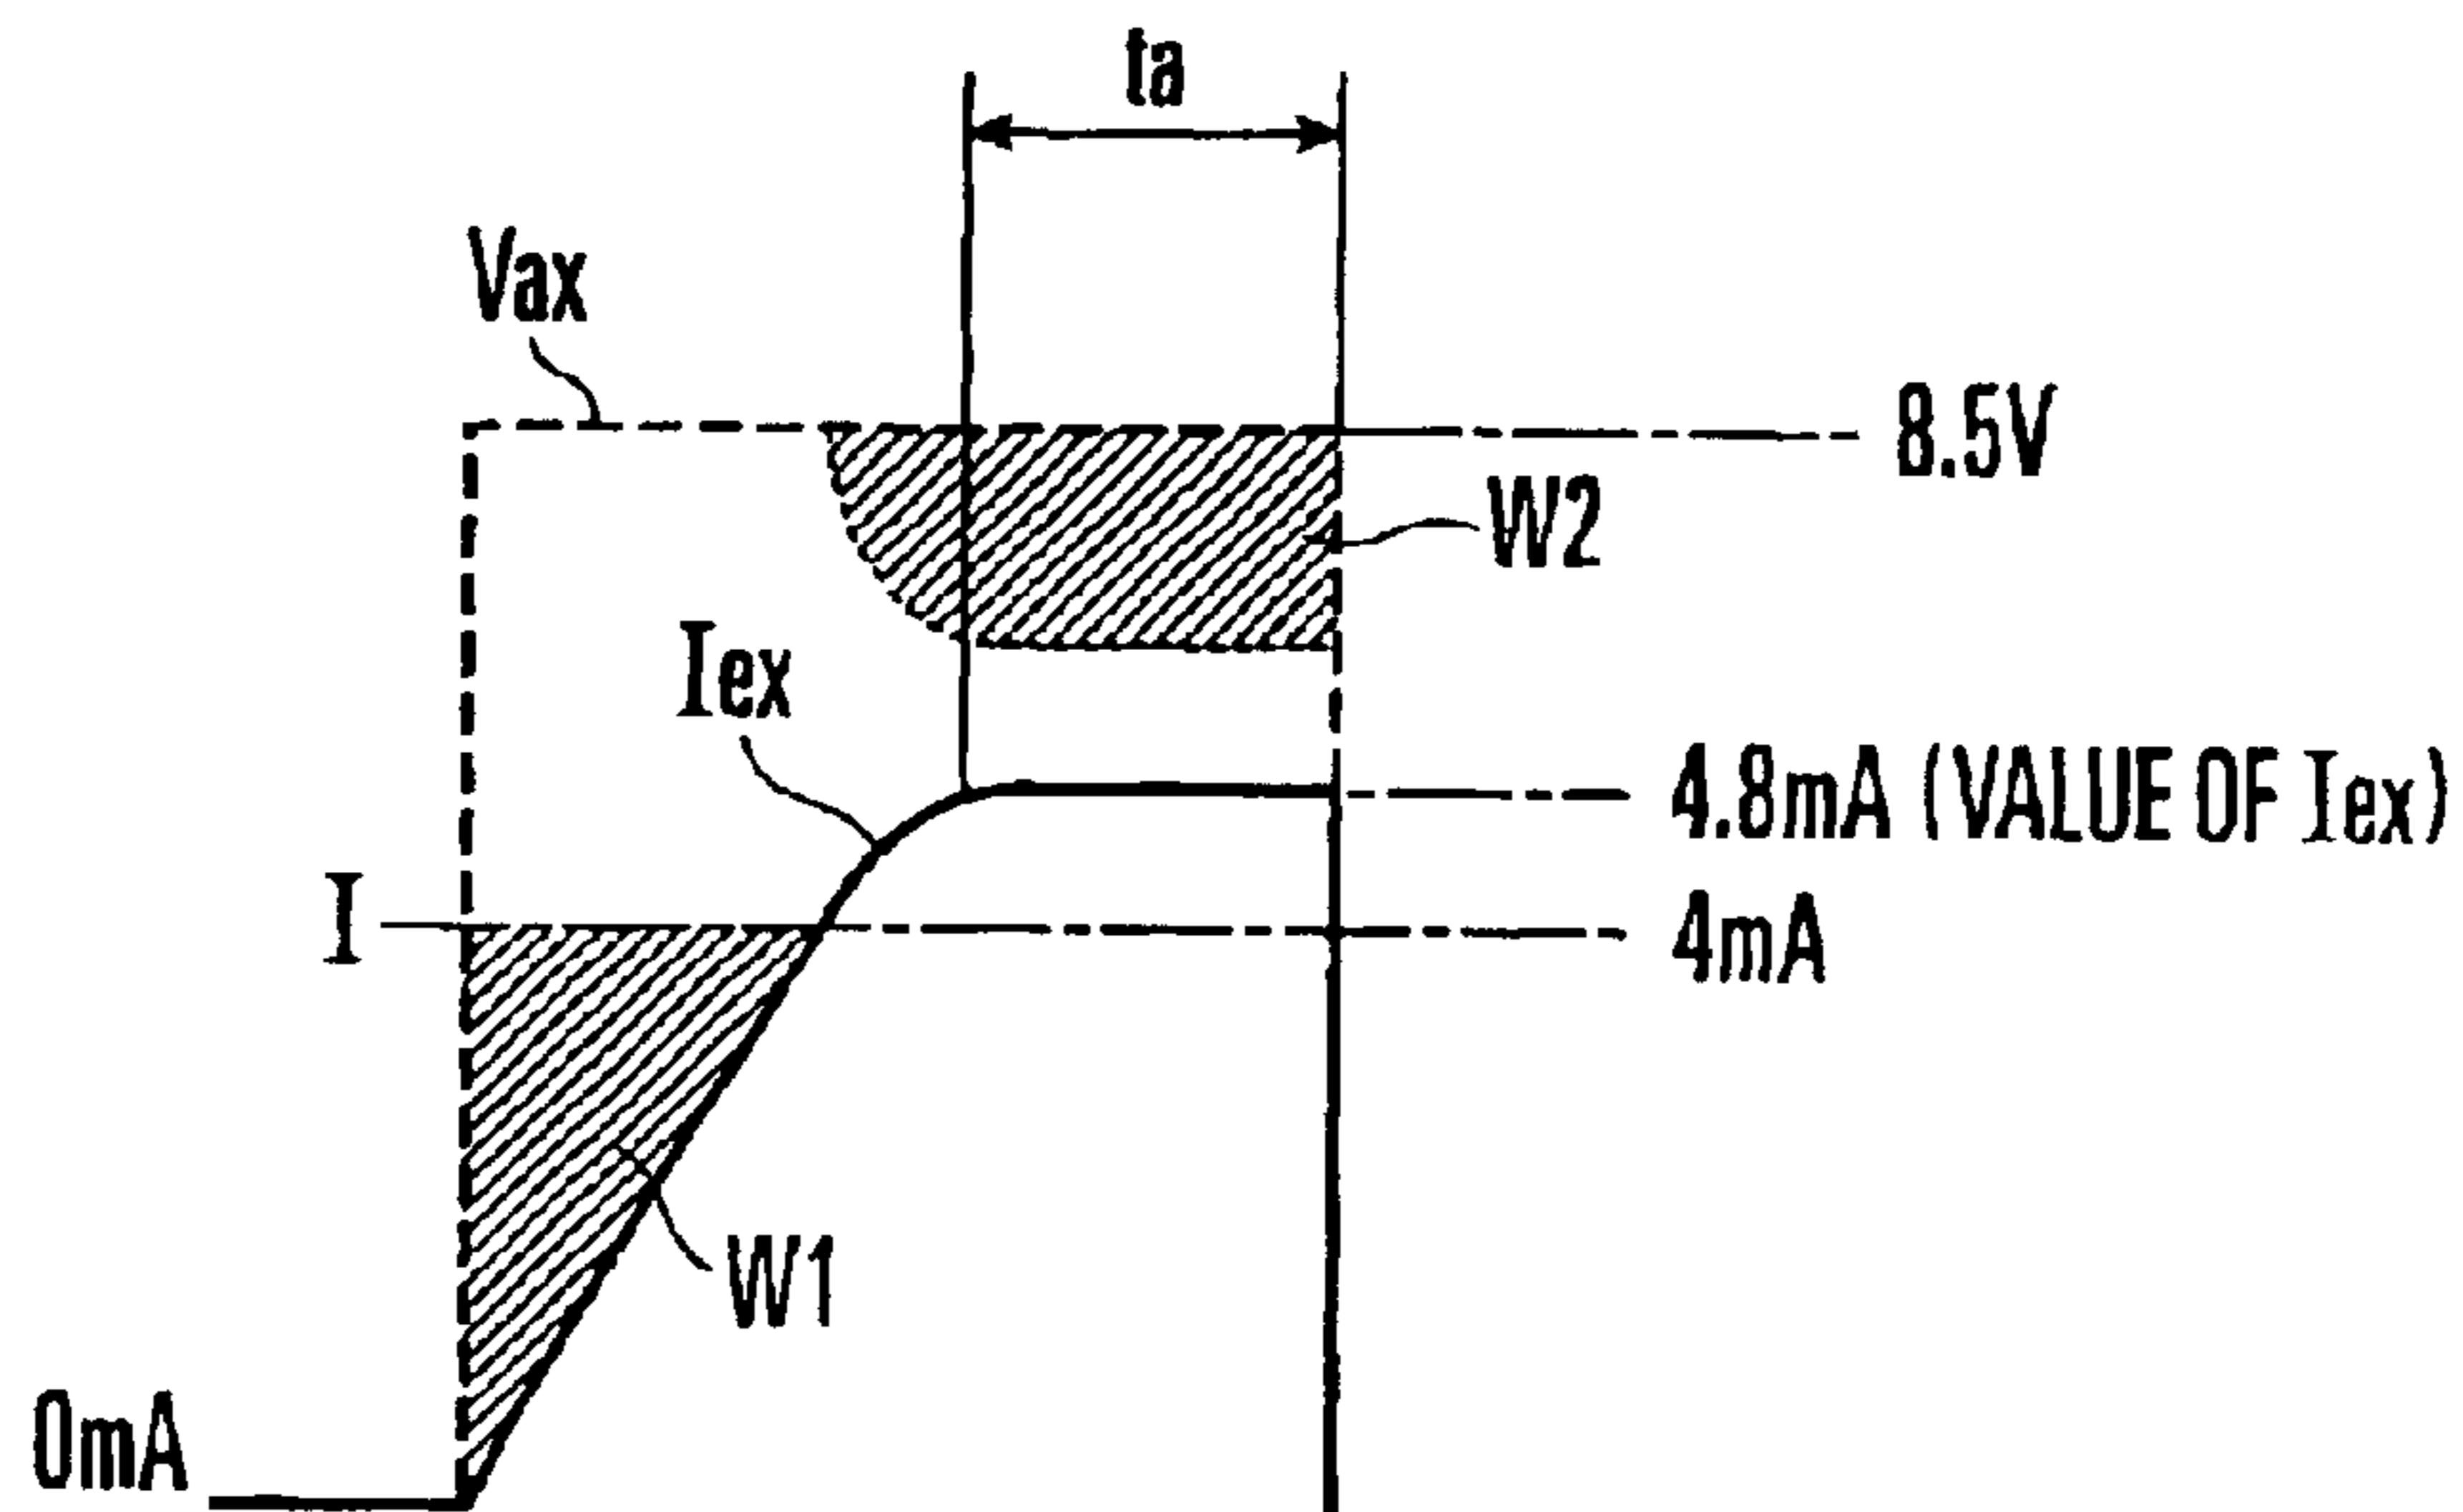 ta
Vax
8.5V
W2
Iex
4.8mA (VALUE OF Iex)
I
4mA
W1
0mA